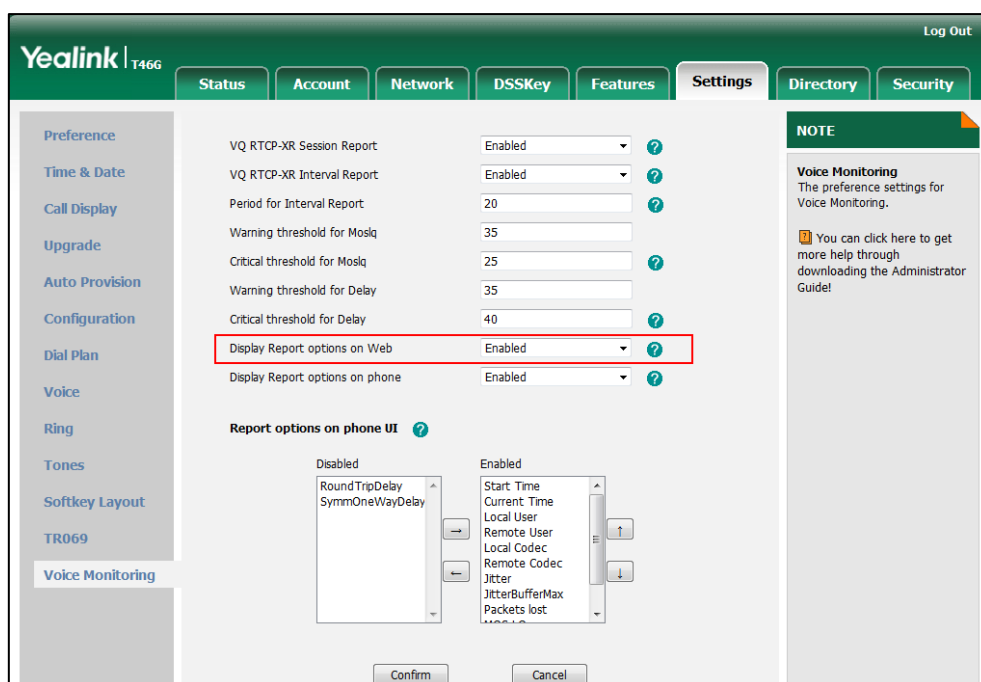 Log Out
Yealink T46G
Status Account Network DSSKey Features Settings Directory Security
Preference
Time & Date
Call Display
Upgrade
Auto Provision
Configuration
Dial Plan
Voice
Ring
Tones
Softkey Layout
TR069
Voice Monitoring
VQ RTCP-XR Session Report Enabled ?
VQ RTCP-XR Interval Report Enabled ?
Period for Interval Report 20 ?
Warning threshold for Moslq 35
Critical threshold for Moslq 25 ?
Warning threshold for Delay 35
Critical threshold for Delay 40 ?
Display Report options on Web Enabled ?
Display Report options on phone Enabled ?
Report options on phone UI ?
Disabled
RoundTripDelay
SymmOneWayDelay
→
←
Enabled
Start Time
Current Time
Local User
Remote User
Local Codec
Remote Codec
Jitter
JitterBufferMax
Packets lost
↑
↓
Confirm Cancel
NOTE
Voice Monitoring
The preference settings for
Voice Monitoring.
? You can click here to get
more help through
downloading the Administrator
Guide!